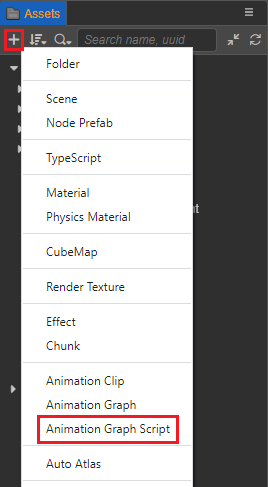 Assets
Search name, uuid
Folder
Scene
Node Prefab
TypeScript
Material
Physics Material
CubeMap
Render Texture
Effect
Chunk
Animation Clip
Animation Graph
Animation Graph Script
Auto Atlas